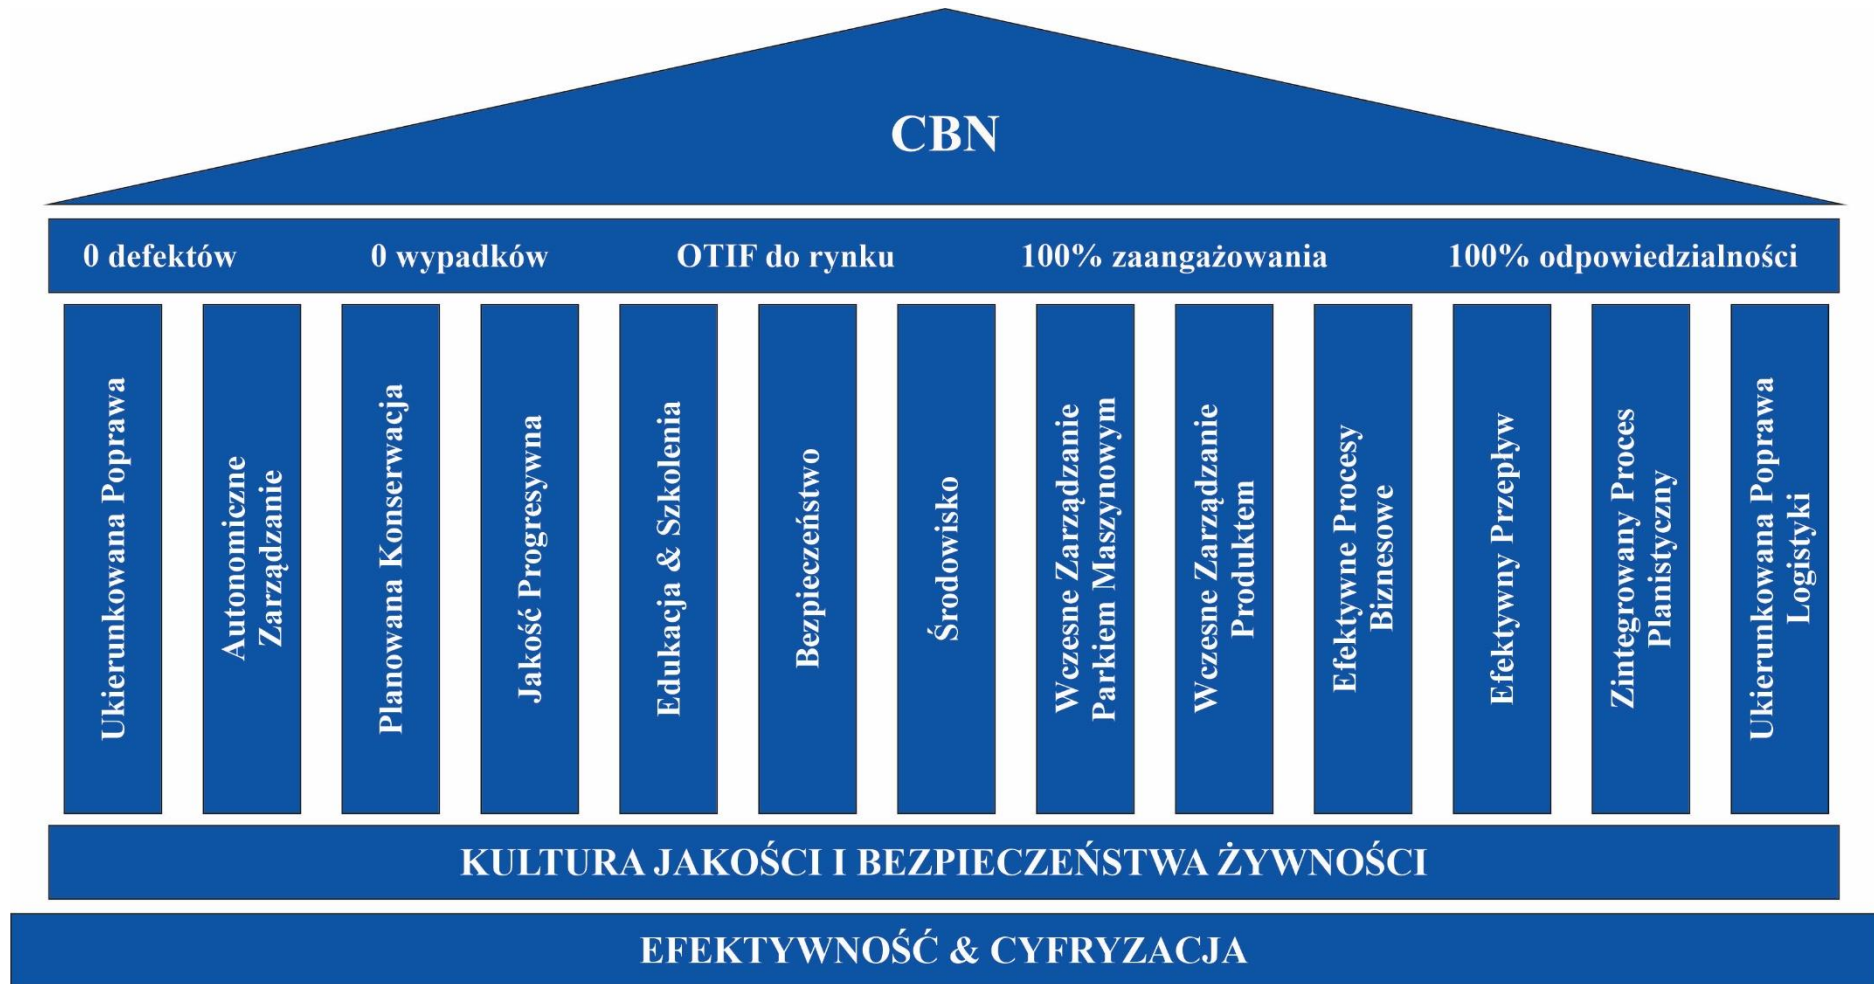 CBN
0 defektów
0 wypadków
OTIF do rynku
100% zaangażowania
100% odpowiedzialności
Ukierunkowana Poprawa
Autonomiczne
Zarządzanie
Planowana Konserwacja
Jakość Progresywna
Edukacja & Szkolenia
Bezpieczeństwo
Środowisko
Wczesne Zarządzanie
Parkiem Maszynowym
Wczesne Zarządzanie
Produktem
Efektywne Procesy
Biznesowe
Efektywny Przepływ
Zintegrowany Proces
Planistyczny
Ukierunkowana Poprawa
Logistyki
KULTURA JAKOŚCI I BEZPIECZEŃSTWA ŻYWNOŚCI
EFEKTYWNOŚĆ & CYFRYZACJA